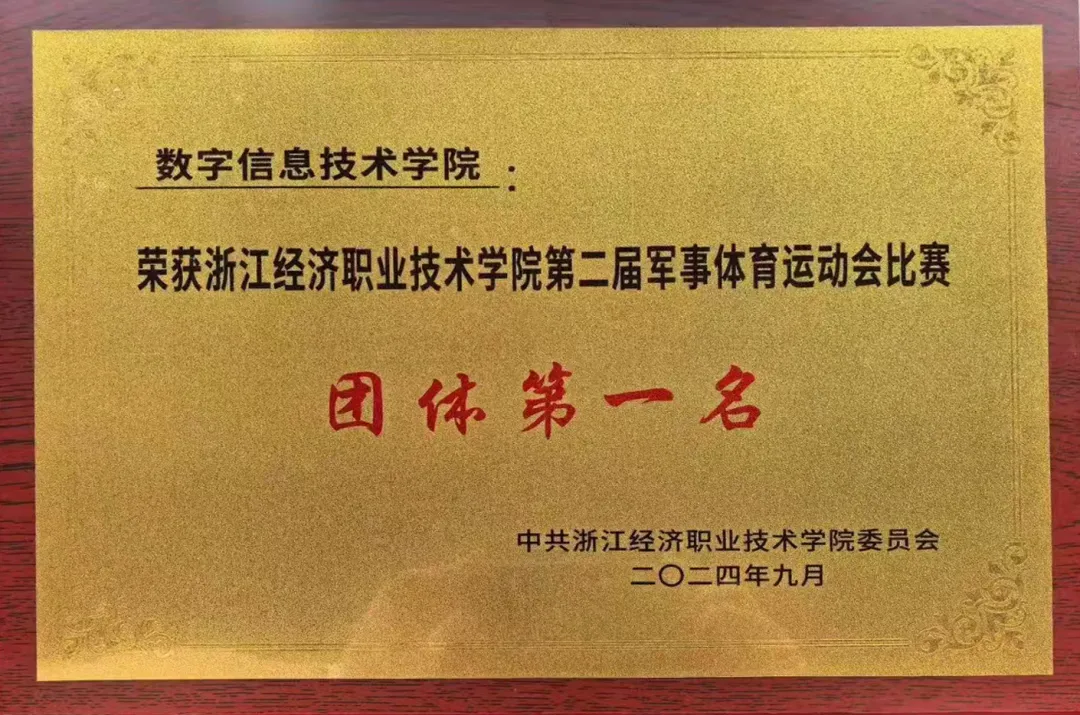 数字信息技术学院：
荣获浙江经济职业技术学院第二届军事体育运动会比赛
团体第一名
中共浙江经济职业技术学院委员会
二〇二四年九月